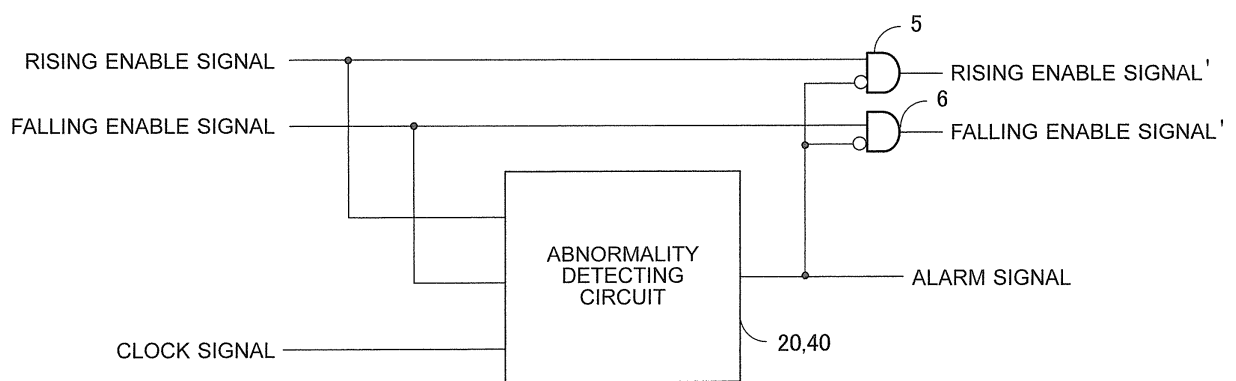 5
RISING ENABLE SIGNAL
RISING ENABLE SIGNAL'
6
FALLING ENABLE SIGNAL
FALLING ENABLE SIGNAL'
ABNORMALITY
DETECTING
CIRCUIT
ALARM SIGNAL
20,40
CLOCK SIGNAL